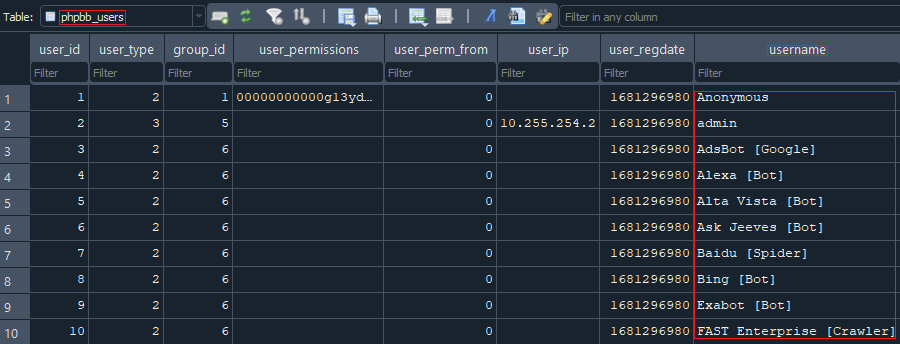 Table: phpbb_users Filter in any column
user_id user_type group_id user_permissions user_perm_from user_ip user_regdate username
Filter Filter Filter Filter Filter Filter Filter Filter
1 1 2 1 00000000000g13yd... 0 1681296980 Anonymous
2 2 3 5 0 10.255.254.2 1681296980 admin
3 3 2 6 0 1681296980 AdsBot [Google]
4 4 2 6 0 1681296980 Alexa [Bot]
5 5 2 6 0 1681296980 Alta Vista [Bot]
6 6 2 6 0 1681296980 Ask Jeeves [Bot]
7 7 2 6 0 1681296980 Baidu [Spider]
8 8 2 6 0 1681296980 Bing [Bot]
9 9 2 6 0 1681296980 Exabot [Bot]
10 10 2 6 0 1681296980 FAST Enterprise [Crawler]